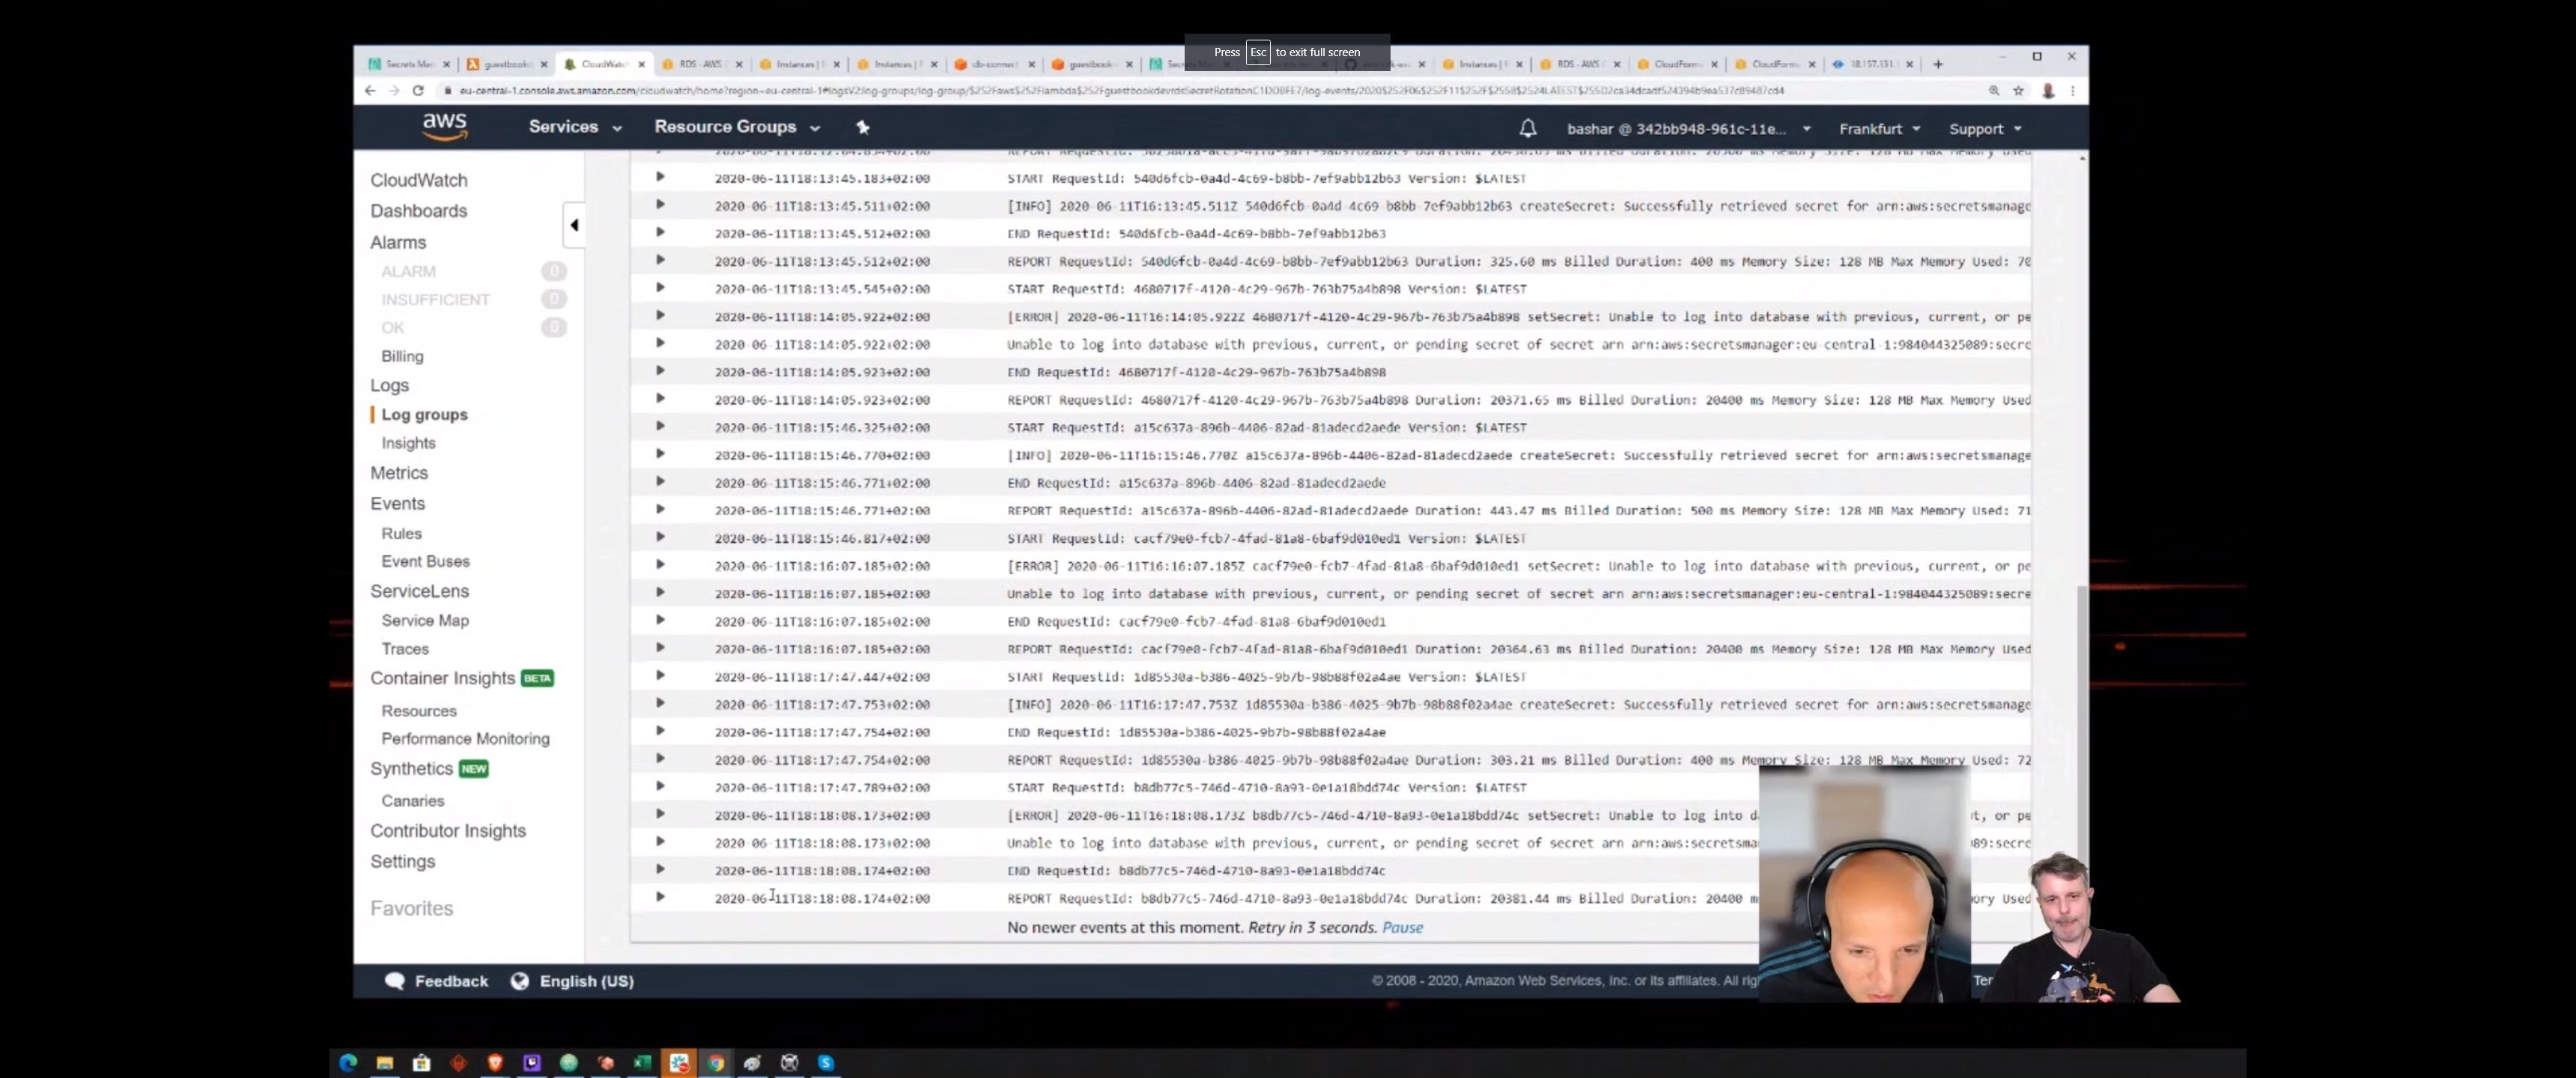 Press Esc to exit full screen
Secrets Man
guestbook
CloudWatch
RDS - AWS
Instances
Instances
db-connec
guestbook
Instances
RDS - AWS
CloudForm
CloudForm
18.157.131.
aws
Services
Resource Groups
bashar @ 342bb948-961c-11e...
Frankfurt
Support
CloudWatch
Dashboards
Alarms
ALARM 0
INSUFFICIENT 0
OK 0
Billing
Logs
Log groups
Insights
Metrics
Events
Rules
Event Buses
ServiceLens
Service Map
Traces
Container Insights BETA
Resources
Performance Monitoring
Synthetics NEW
Canaries
Contributor Insights
Settings
Favorites
2020-06-11T18:13:45.183+02:00 START RequestId: 540d6fcb-0a4d-4c69-b8bb-7ef9abb12b63 Version: $LATEST
2020-06-11T18:13:45.511+02:00 [INFO] 2020-06-11T16:13:45.511Z 540d6fcb-0a4d-4c69-b8bb-7ef9abb12b63 createSecret: Successfully retrieved secret for arn:aws:secretsmanage
2020-06-11T18:13:45.512+02:00 END RequestId: 540d6fcb-0a4d-4c69-b8bb-7ef9abb12b63
2020-06-11T18:13:45.512+02:00 REPORT RequestId: 540d6fcb-0a4d-4c69-b8bb-7ef9abb12b63 Duration: 325.60 ms Billed Duration: 400 ms Memory Size: 128 MB Max Memory Used: 70
2020-06-11T18:13:45.545+02:00 START RequestId: 4680717f-4120-4c29-967b-763b75a4b898 Version: $LATEST
2020-06-11T18:14:05.922+02:00 [ERROR] 2020-06-11T16:14:05.922Z 4680717f-4120-4c29-967b-763b75a4b898 setSecret: Unable to log into database with previous, current, or pe
2020-06-11T18:14:05.922+02:00 Unable to log into database with previous, current, or pending secret of secret arn arn:aws:secretsmanager:eu-central-1:984044325089:secre
2020-06-11T18:14:05.923+02:00 END RequestId: 4680717f-4120-4c29-967b-763b75a4b898
2020-06-11T18:14:05.923+02:00 REPORT RequestId: 4680717f-4120-4c29-967b-763b75a4b898 Duration: 20371.65 ms Billed Duration: 20400 ms Memory Size: 128 MB Max Memory Used
2020-06-11T18:15:46.325+02:00 START RequestId: a15c637a-896b-4406-82ad-81adecd2aede Version: $LATEST
2020-06-11T18:15:46.770+02:00 [INFO] 2020-06-11T16:15:46.770Z a15c637a-896b-4406-82ad-81adecd2aede createSecret: Successfully retrieved secret for arn:aws:secretsmanage
2020-06-11T18:15:46.771+02:00 END RequestId: a15c637a-896b-4406-82ad-81adecd2aede
2020-06-11T18:15:46.771+02:00 REPORT RequestId: a15c637a-896b-4406-82ad-81adecd2aede Duration: 443.47 ms Billed Duration: 500 ms Memory Size: 128 MB Max Memory Used: 71
2020-06-11T18:15:46.817+02:00 START RequestId: cacf79e0-fcb7-4fad-81a8-6baf9d010ed1 Version: $LATEST
2020-06-11T18:16:07.185+02:00 [ERROR] 2020-06-11T16:16:07.185Z cacf79e0-fcb7-4fad-81a8-6baf9d010ed1 setSecret: Unable to log into database with previous, current, or pe
2020-06-11T18:16:07.185+02:00 Unable to log into database with previous, current, or pending secret of secret arn arn:aws:secretsmanager:eu-central-1:984044325089:secre
2020-06-11T18:16:07.185+02:00 END RequestId: cacf79e0-fcb7-4fad-81a8-6baf9d010ed1
2020-06-11T18:16:07.185+02:00 REPORT RequestId: cacf79e0-fcb7-4fad-81a8-6baf9d010ed1 Duration: 20364.63 ms Billed Duration: 20400 ms Memory Size: 128 MB Max Memory Used
2020-06-11T18:17:47.447+02:00 START RequestId: 1d85530a-b386-4025-9b7b-98b88f02a4ae Version: $LATEST
2020-06-11T18:17:47.753+02:00 [INFO] 2020-06-11T16:17:47.753Z 1d85530a-b386-4025-9b7b-98b88f02a4ae createSecret: Successfully retrieved secret for arn:aws:secretsmanage
2020-06-11T18:17:47.754+02:00 END RequestId: 1d85530a-b386-4025-9b7b-98b88f02a4ae
2020-06-11T18:17:47.754+02:00 REPORT RequestId: 1d85530a-b386-4025-9b7b-98b88f02a4ae Duration: 303.21 ms Billed Duration: 400 ms Memory Size: 128 MB Max Memory Used: 72
2020-06-11T18:17:47.789+02:00 START RequestId: b8db77c5-746d-4710-8a93-0e1a18bdd74c Version: $LATEST
2020-06-11T18:18:08.173+02:00 [ERROR] 2020-06-11T16:18:08.173Z b8db77c5-746d-4710-8a93-0e1a18bdd74c setSecret: Unable to log into d t, or pe
2020-06-11T18:18:08.173+02:00 Unable to log into database with previous, current, or pending secret of secret arn arn:aws:secretsma 89:secre
2020-06-11T18:18:08.174+02:00 END RequestId: b8db77c5-746d-4710-8a93-0e1a18bdd74c
2020-06-11T18:18:08.174+02:00 REPORT RequestId: b8db77c5-746d-4710-8a93-0e1a18bdd74c Duration: 20381.44 ms Billed Duration: 20400 m ory Used
No newer events at this moment. Retry in 3 seconds. Pause
Feedback
English (US)
© 2008 - 2020, Amazon Web Services, Inc. or its affiliates. All rig
Ter